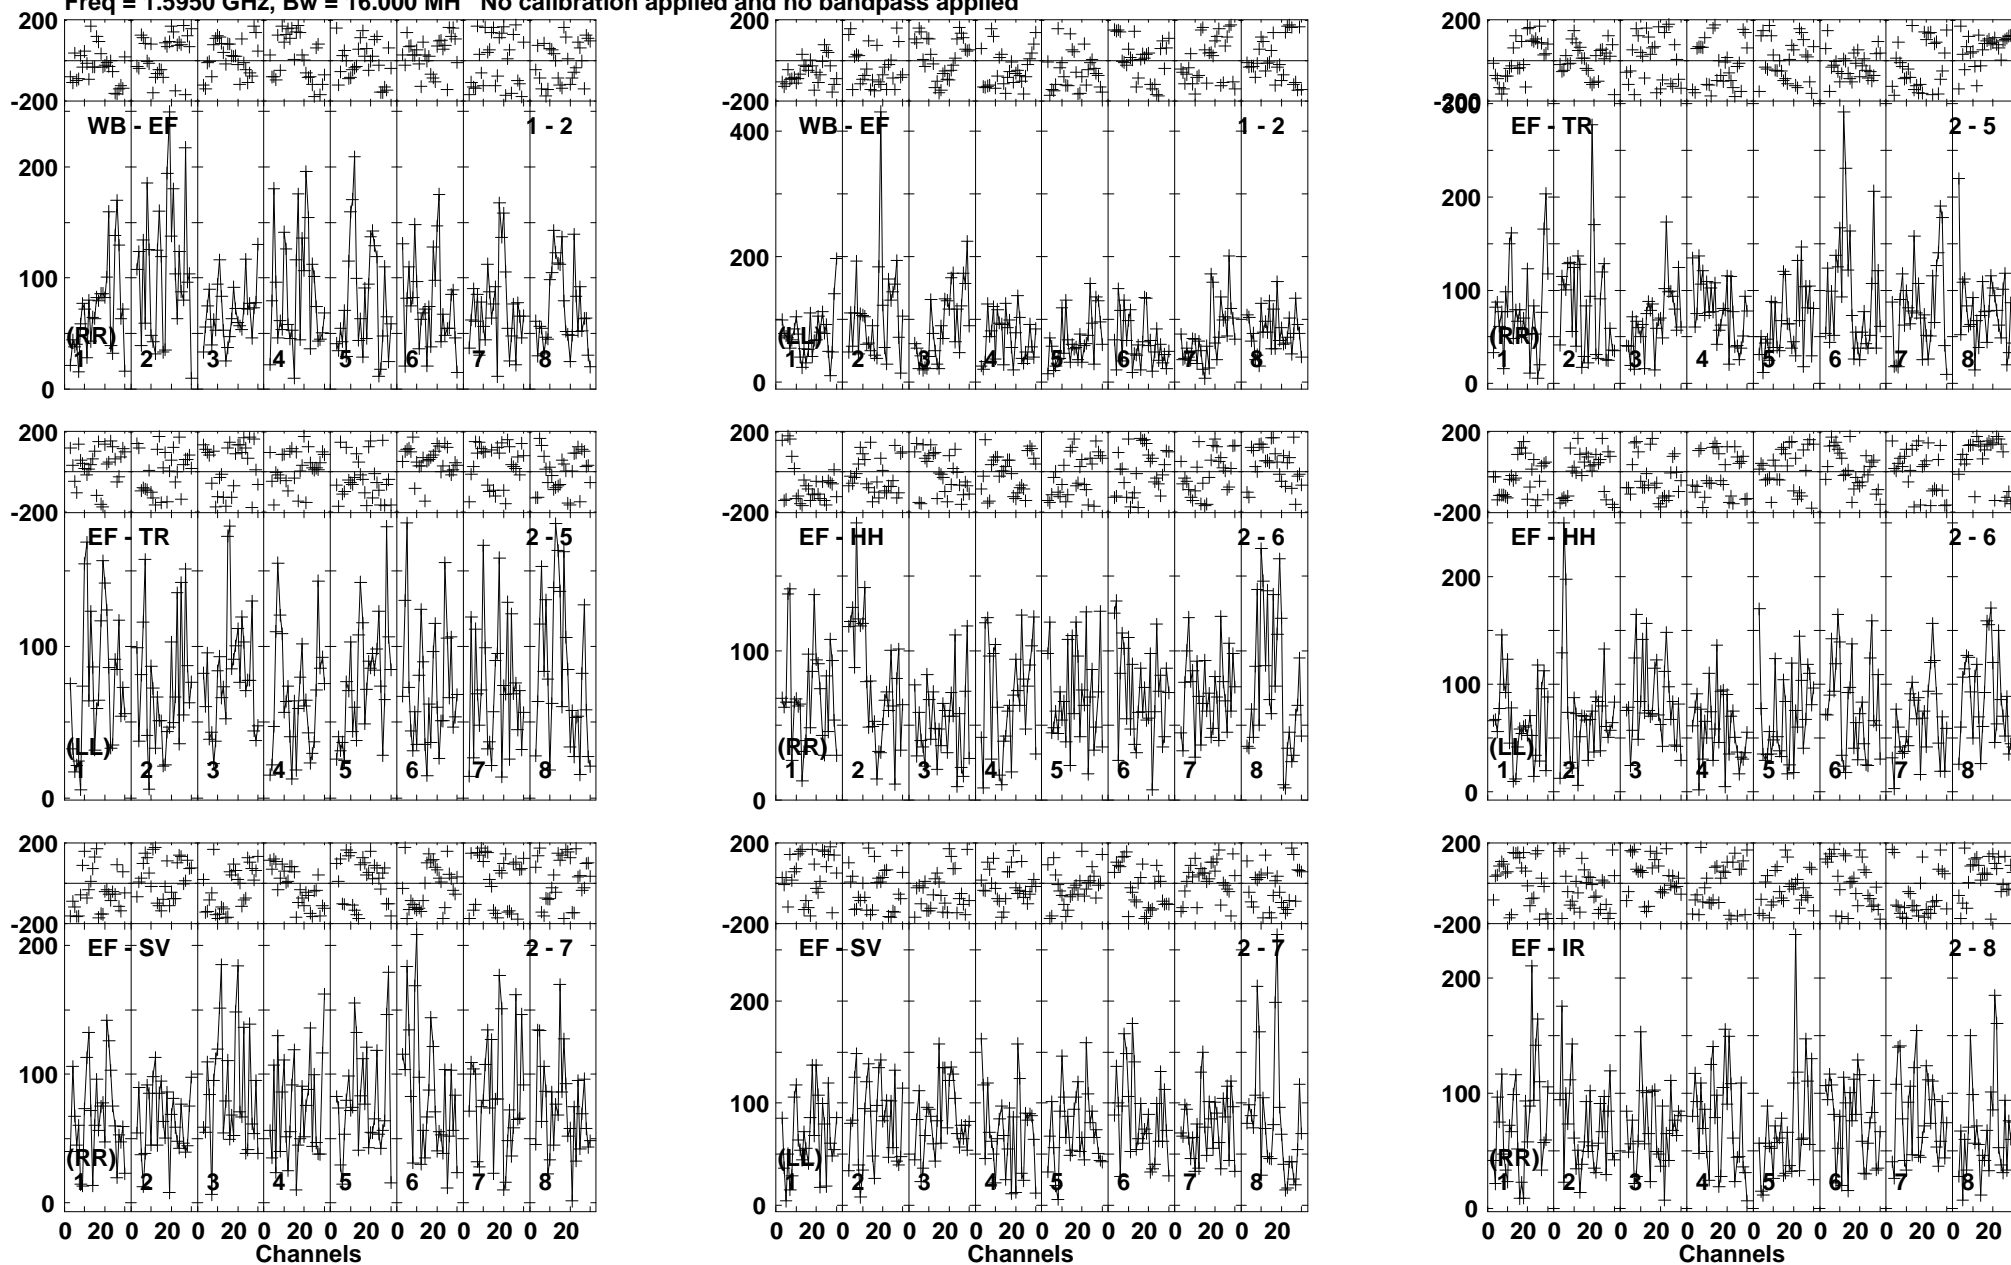 Freq = 1.5950 GHz, Bw = 16.000 MH No calibration applied and no bandpass applied
200 200 200
-200 -200 -200
WB - EF 1 - 2 WB - EF 1 - 2 300 EF - TR 2 - 5
200 400 200
100 200 100
(RR) (LL) (RR)
1 2 3 4 5 6 7 8 1 2 3 4 5 6 7 8 1 2 3 4 5 6 7 8
0 0 0
200 200 200
-200 -200 -200
EF - TR 2 - 5 EF - HH 2 - 6 EF - HH 2 - 6
100 100 200
100
(LL) (RR) (LL)
1 2 3 4 5 6 7 8 1 2 3 4 5 6 7 8 1 2 3 4 5 6 7 8
0 0 0
200 200 200
-200 -200 -200
EF - SV 2 - 7 EF - SV 2 - 7 EF - IR 2 - 8
200 200 200
100 100 100
(RR) (LL) (RR)
1 2 3 4 5 6 7 8 1 2 3 4 5 6 7 8 1 2 3 4 5 6 7 8
0 0 0
0 20 0 20 0 20 0 20 0 20 0 20 0 20 0 20 0 20 0 20 0 20 0 20 0 20 0 20 0 20 0 20 0 20 0 20 0 20 0 20 0 20 0 20 0 20 0 20
Channels Channels Channels